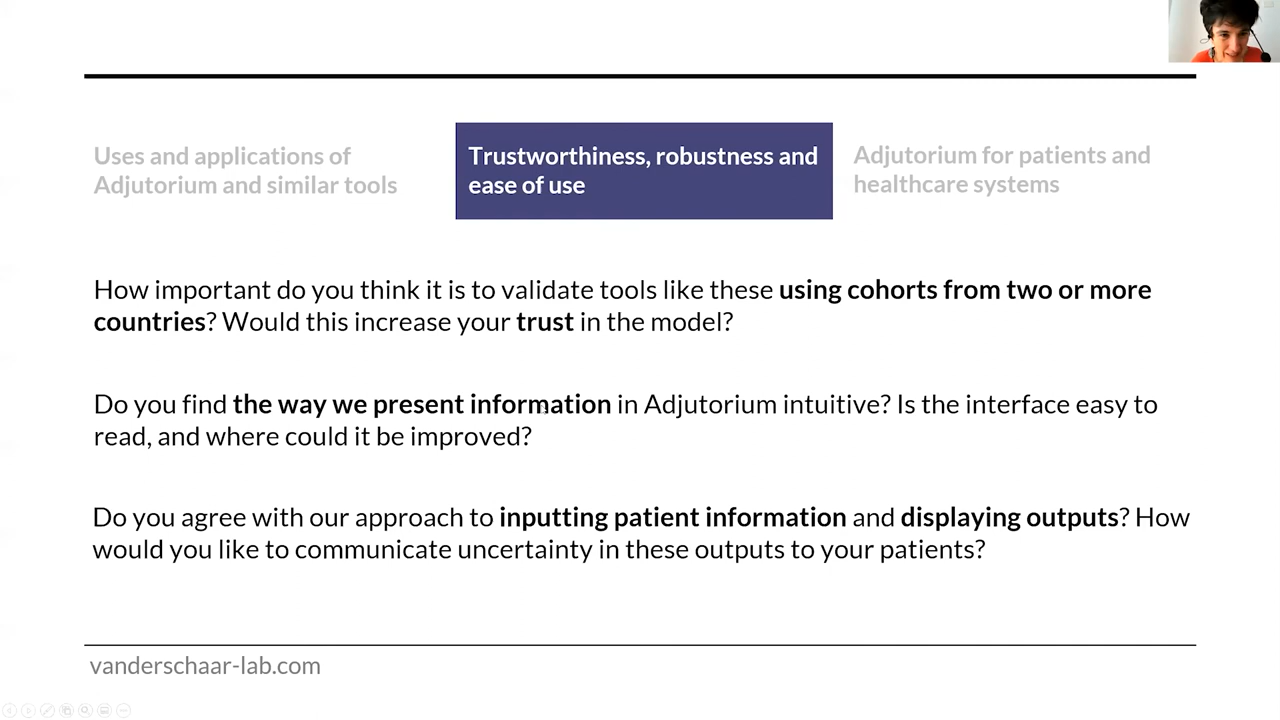 Uses and applications of
Adjutorium and similar tools
Trustworthiness, robustness and
ease of use
Adjutorium for patients and
healthcare systems
How important do you think it is to validate tools like these using cohorts from two or more
countries? Would this increase your trust in the model?
Do you find the way we present information in Adjutorium intuitive? Is the interface easy to
read, and where could it be improved?
Do you agree with our approach to inputting patient information and displaying outputs? How
would you like to communicate uncertainty in these outputs to your patients?
vanderschaar-lab.com